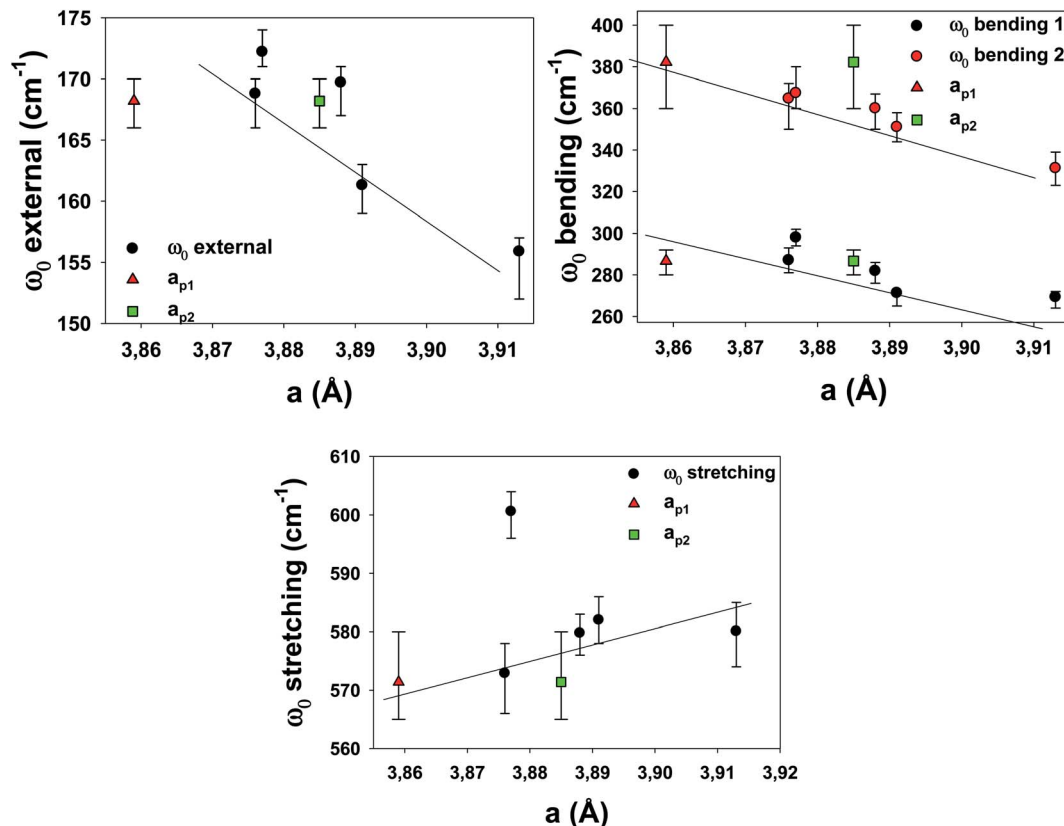 175
170
165
160
155
150
ω₀ external (cm⁻¹)
ω₀ external
aₚ₁
aₚ₂
3,86 3,87 3,88 3,89 3,90 3,91
a (Å)
400
380
360
340
320
300
280
260
ω₀ bending (cm⁻¹)
ω₀ bending 1
ω₀ bending 2
aₚ₁
aₚ₂
3,86 3,87 3,88 3,89 3,90 3,91
a (Å)
610
600
590
580
570
560
ω₀ stretching (cm⁻¹)
ω₀ stretching
aₚ₁
aₚ₂
3,86 3,87 3,88 3,89 3,90 3,91 3,92
a (Å)